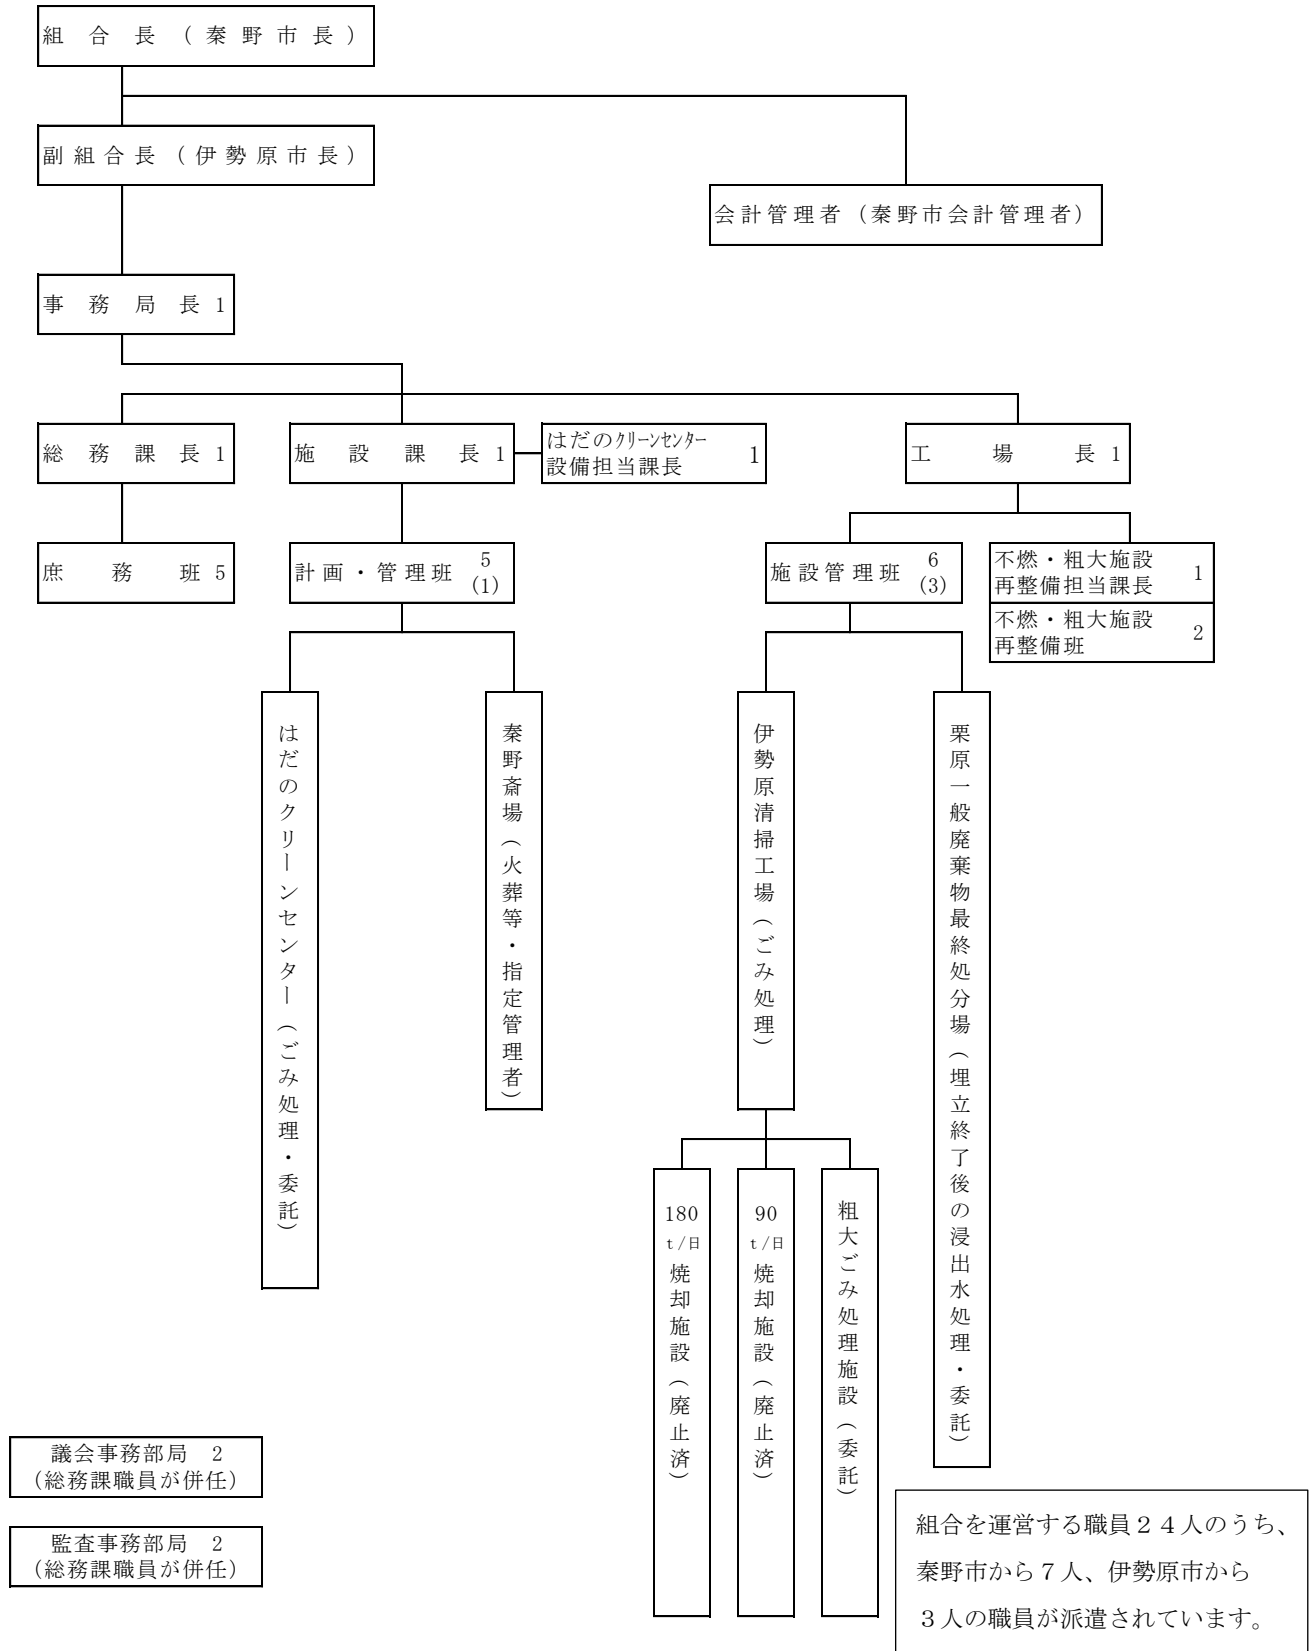 組合長（秦野市長）
副組合長（伊勢原市長）
会計管理者（秦野市会計管理者）
事務局長 1
総務課長 1
施設課長 1
はだのｸﾘｰﾝｾﾝﾀｰ
設備担当課長 1
工場長 1
庶務班 5
計画・管理班 5
(1)
施設管理班 6
(3)
不燃・粗大施設
再整備担当課長 1
不燃・粗大施設
再整備班 2
はだのクリーンセンター（ごみ処理・委託）
秦野斎場（火葬等・指定管理者）
伊勢原清掃工場（ごみ処理）
栗原一般廃棄物最終処分場（埋立終了後の浸出水処理・委託）
180
ｔ/日
焼却施設（廃止済）
90
ｔ/日
焼却施設（廃止済）
粗大ごみ処理施設（委託）
議会事務部局 2
（総務課職員が併任）
監査事務部局 2
（総務課職員が併任）
組合を運営する職員２４人のうち、
秦野市から７人、伊勢原市から
３人の職員が派遣されています。